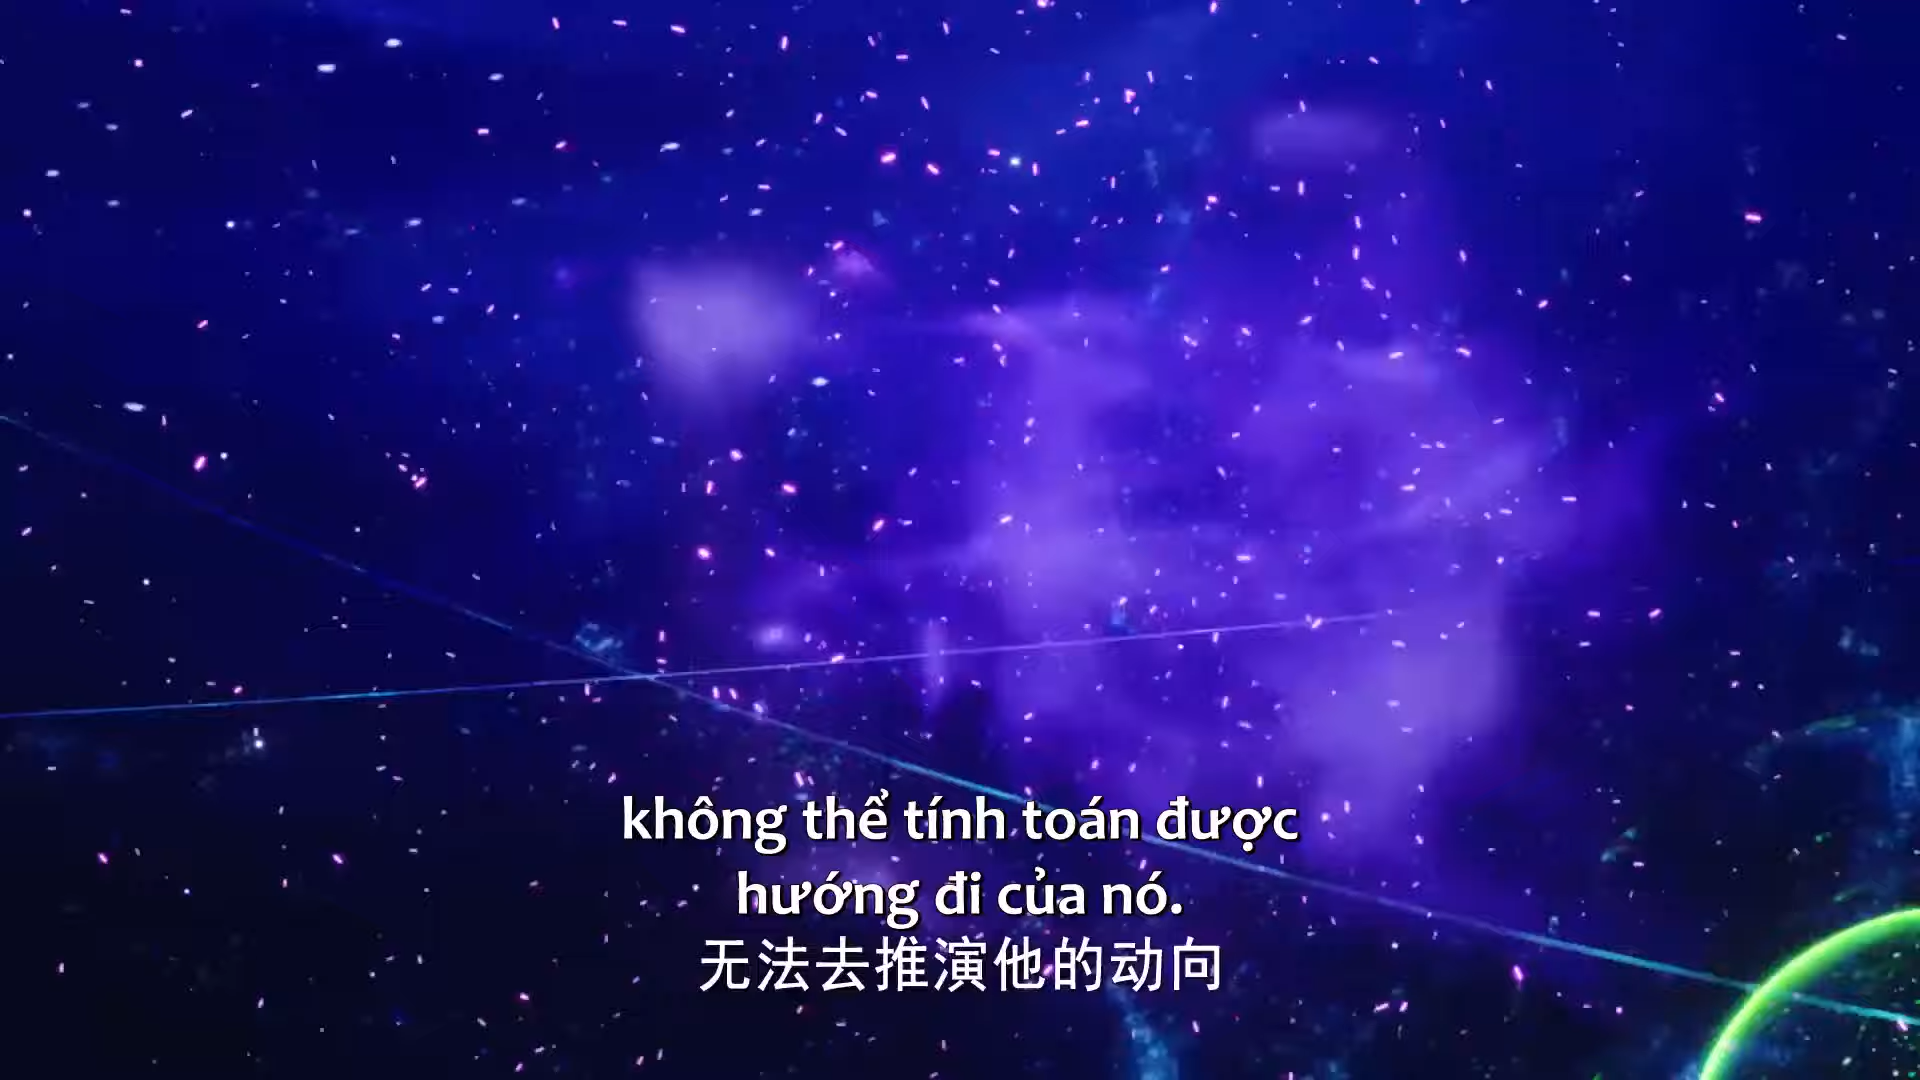 không thể tính toán được
hướng đi của nó.
无法去推演他的动向